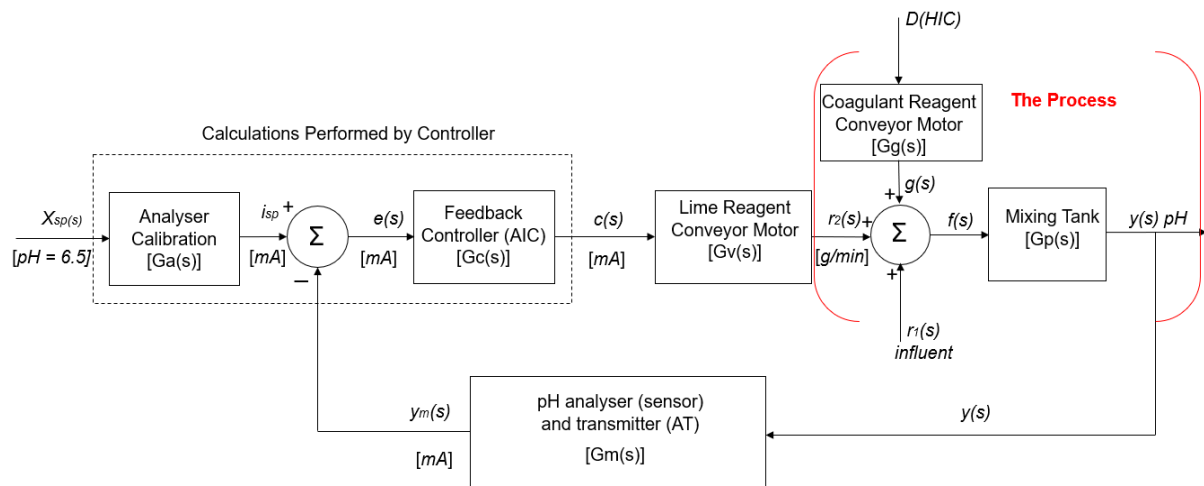 D(HIC)
The Process
Coagulant Reagent
Conveyor Motor
[Gg(s)]
Calculations Performed by Controller
g(s)
Xsp(s)
[pH = 6.5]
Analyser
Calibration
[Ga(s)]
isp
+
[mA]
Σ
−
e(s)
[mA]
Feedback
Controller (AIC)
[Gc(s)]
c(s)
[mA]
Lime Reagent
Conveyor Motor
[Gv(s)]
r2(s)
[g/min]
+
+
+
Σ
f(s)
Mixing Tank
[Gp(s)]
y(s) pH
r1(s)
influent
ym(s)
[mA]
pH analyser (sensor)
and transmitter (AT)
[Gm(s)]
y(s)